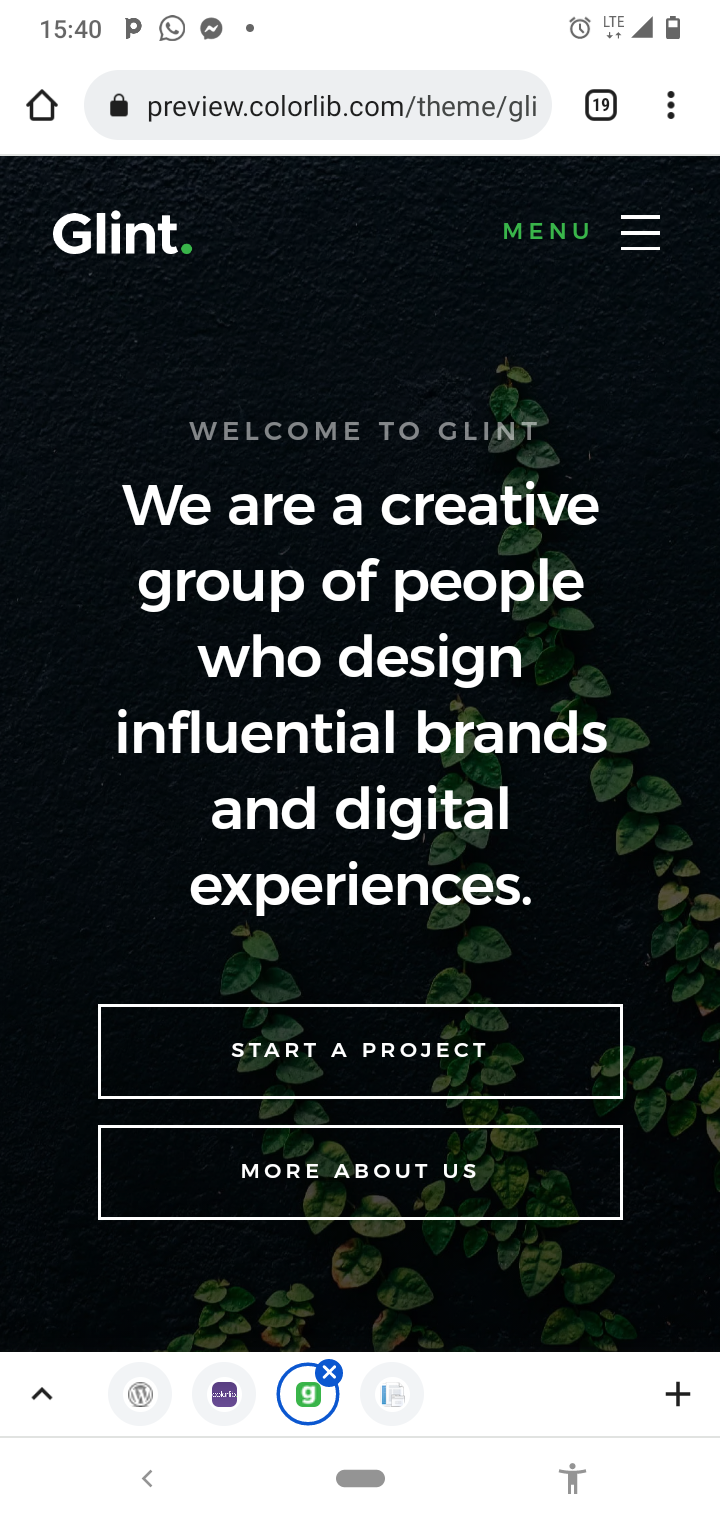 15:40
LTE
preview.colorlib.com/theme/gli
19
Glint.
MENU
WELCOME TO GLINT
We are a creative
group of people
who design
influential brands
and digital
experiences.
START A PROJECT
MORE ABOUT US
colorlib
g